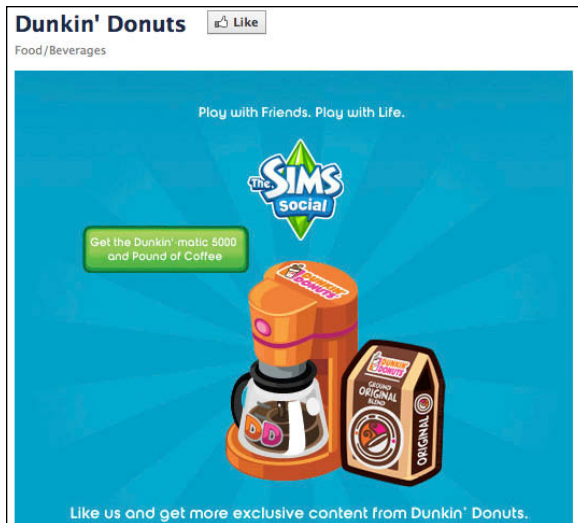 Dunkin' Donuts
Like
Food/Beverages
Play with Friends. Play with Life.
The
SIMS
Social
Get the Dunkin'-matic 5000
and Pound of Coffee
DUNKIN'
DONUTS
DUNKIN'
DONUTS
GROUND
ORIGINAL
BLEND
ORIGINAL
DD
Like us and get more exclusive content from Dunkin' Donuts.